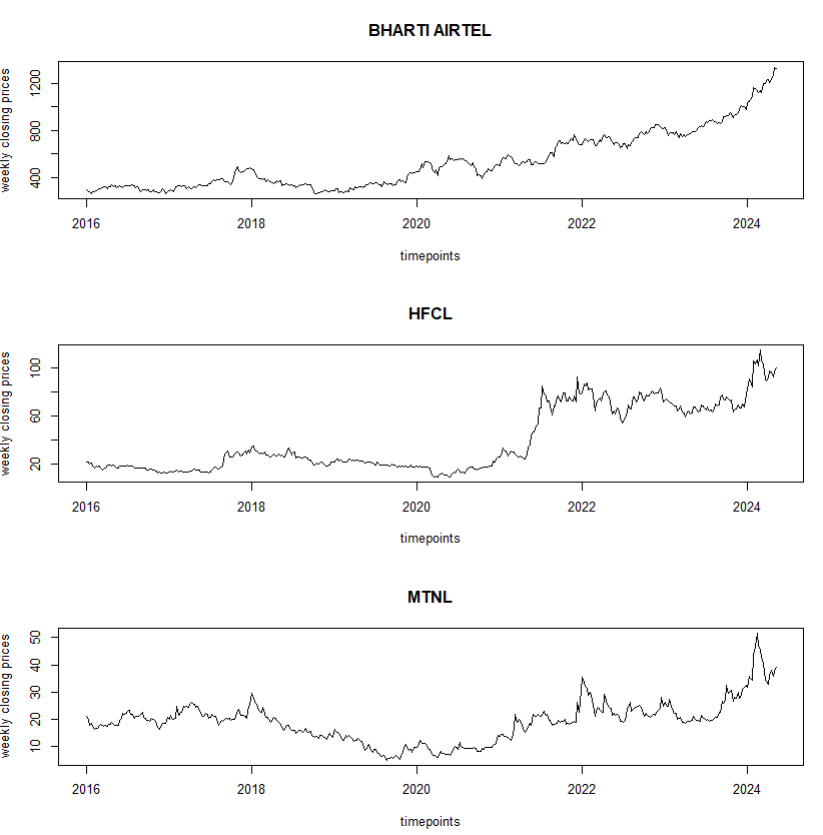 BHARTI AIRTEL
weekly closing prices
1200
800
400
2016 2018 2020 2022 2024
timepoints
HFCL
weekly closing prices
100
60
20
2016 2018 2020 2022 2024
timepoints
MTNL
weekly closing prices
50
40
30
20
10
2016 2018 2020 2022 2024
timepoints